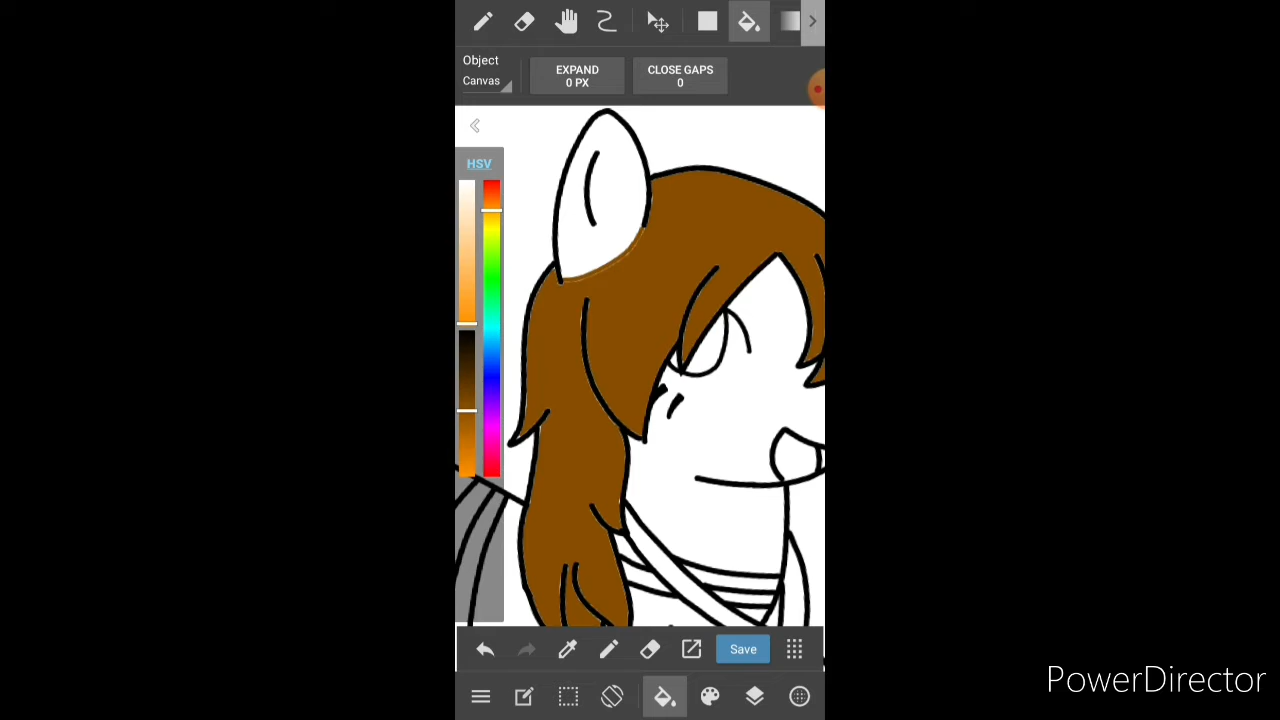 Object
Canvas
EXPAND
0 PX
CLOSE GAPS
0
HSV
Save
PowerDirector